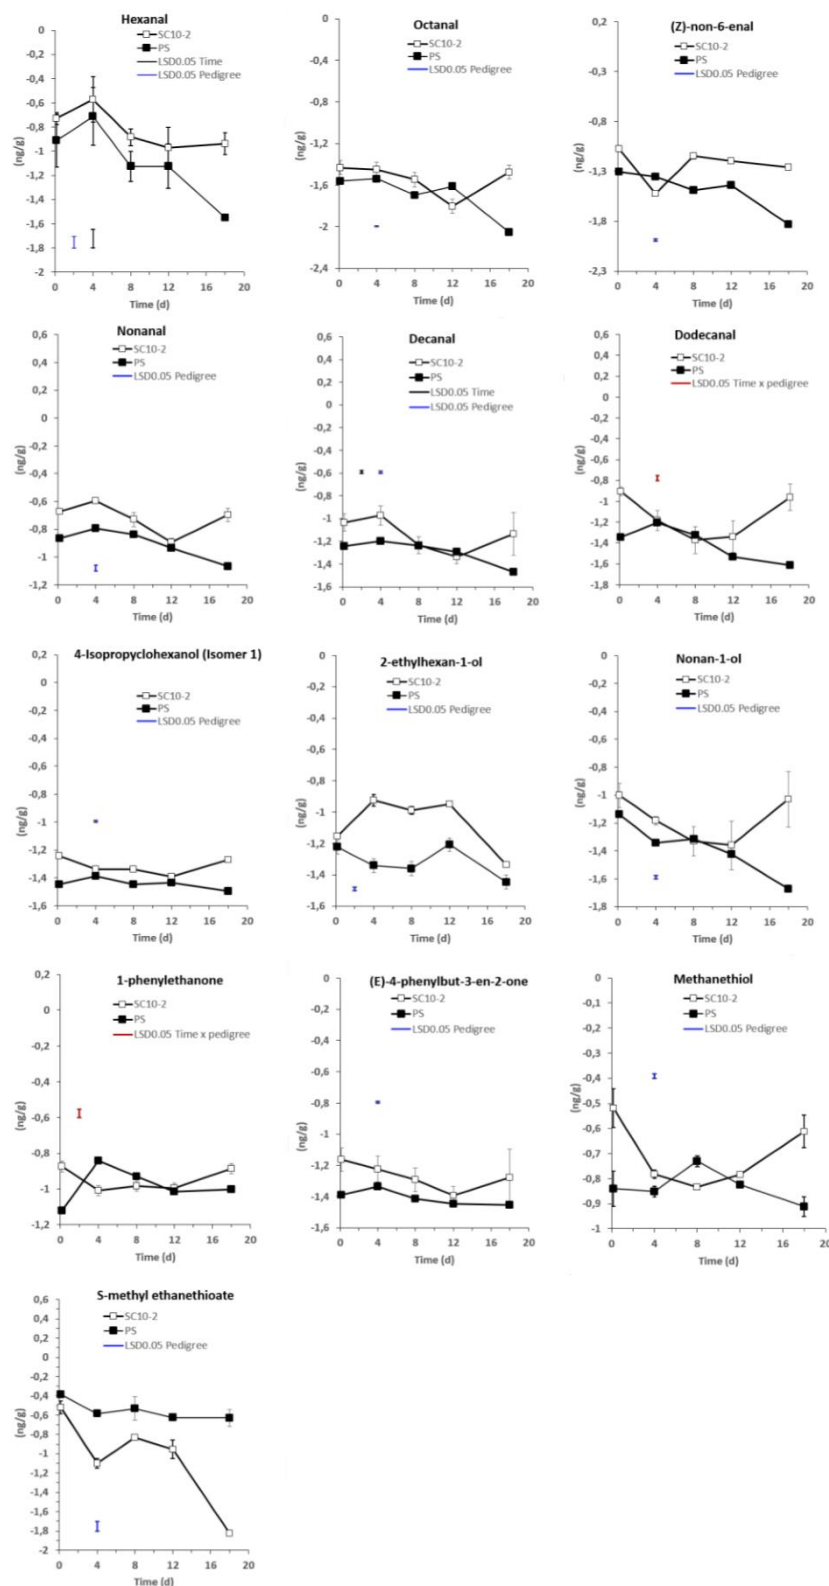 Hexanal
SC10-2
PS
LSD0.05 Time
LSD0.05 Pedigree
(ng/g)
0
-0,2
-0,4
-0,6
-0,8
-1
-1,2
-1,4
-1,6
-1,8
-2
0 4 8 12 16 20
Time (d)
Octanal
SC10-2
PS
LSD0.05 Pedigree
(ng/g)
0
-0,4
-0,8
-1,2
-1,6
-2
-2,4
0 4 8 12 16 20
Time (d)
(Z)-non-6-enal
SC10-2
PS
LSD0.05 Pedigree
(ng/g)
0,2
-0,3
-0,8
-1,3
-1,8
-2,3
0 4 8 12 16 20
Time (d)
Nonanal
SC10-2
PS
LSD0.05 Pedigree
(ng/g)
0,6
0,4
0,2
0
-0,2
-0,4
-0,6
-0,8
-1
-1,2
0 4 8 12 16 20
Time (d)
Decanal
SC10-2
PS
LSD0.05 Time
LSD0.05 Pedigree
(ng/g)
0,6
0,4
0,2
0
-0,2
-0,4
-0,6
-0,8
-1
-1,2
-1,4
-1,6
0 4 8 12 16 20
Time (d)
Dodecanal
SC10-2
PS
LSD0.05 Time x pedigree
(ng/g)
0,6
0,4
0,2
0
-0,2
-0,4
-0,6
-0,8
-1
-1,2
-1,4
-1,6
-1,8
0 4 8 12 16 20
Time (d)
4-Isopropyclohexanol (Isomer 1)
SC10-2
PS
LSD0.05 Pedigree
(ng/g)
0,2
0
-0,2
-0,4
-0,6
-0,8
-1
-1,2
-1,4
-1,6
0 4 8 12 16 20
Time (d)
2-ethylhexan-1-ol
SC10-2
PS
LSD0.05 Pedigree
(ng/g)
0
-0,2
-0,4
-0,6
-0,8
-1
-1,2
-1,4
-1,6
0 4 8 12 16 20
Time (d)
Nonan-1-ol
SC10-2
PS
LSD0.05 Pedigree
(ng/g)
0
-0,2
-0,4
-0,6
-0,8
-1
-1,2
-1,4
-1,6
-1,8
0 4 8 12 16 20
Time (d)
1-phenylethanone
SC10-2
PS
LSD0.05 Time x pedigree
(ng/g)
0,2
0
-0,2
-0,4
-0,6
-0,8
-1
-1,2
0 4 8 12 16 20
Time (d)
(E)-4-phenylbut-3-en-2-one
SC10-2
PS
LSD0.05 Pedigree
(ng/g)
0
-0,2
-0,4
-0,6
-0,8
-1
-1,2
-1,4
-1,6
0 4 8 12 16 20
Time (d)
Methanethiol
SC10-2
PS
LSD0.05 Pedigree
(ng/g)
0
-0,1
-0,2
-0,3
-0,4
-0,5
-0,6
-0,7
-0,8
-0,9
-1
0 4 8 12 16 20
Time (d)
S-methyl ethanethioate
SC10-2
PS
LSD0.05 Pedigree
(ng/g)
0,6
0,4
0,2
0
-0,2
-0,4
-0,6
-0,8
-1
-1,2
-1,4
-1,6
-1,8
-2
0 4 8 12 16 20
Time (d)